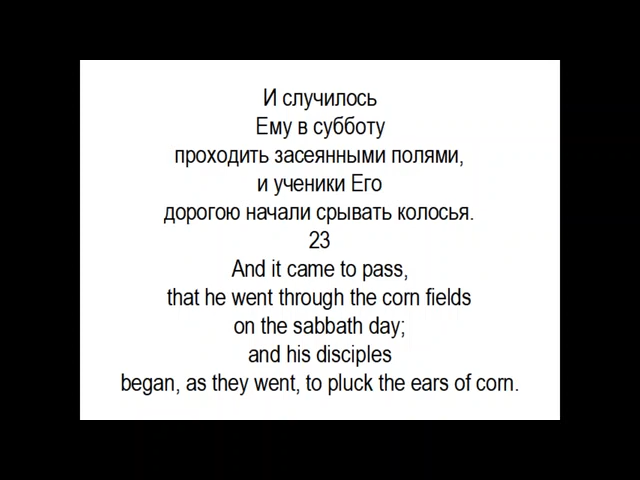 И случилось
Ему в субботу
проходить засеянными полями,
и ученики Его
дорогою начали срывать колосья.
23
And it came to pass,
that he went through the corn fields
on the sabbath day;
and his disciples
began, as they went, to pluck the ears of corn.